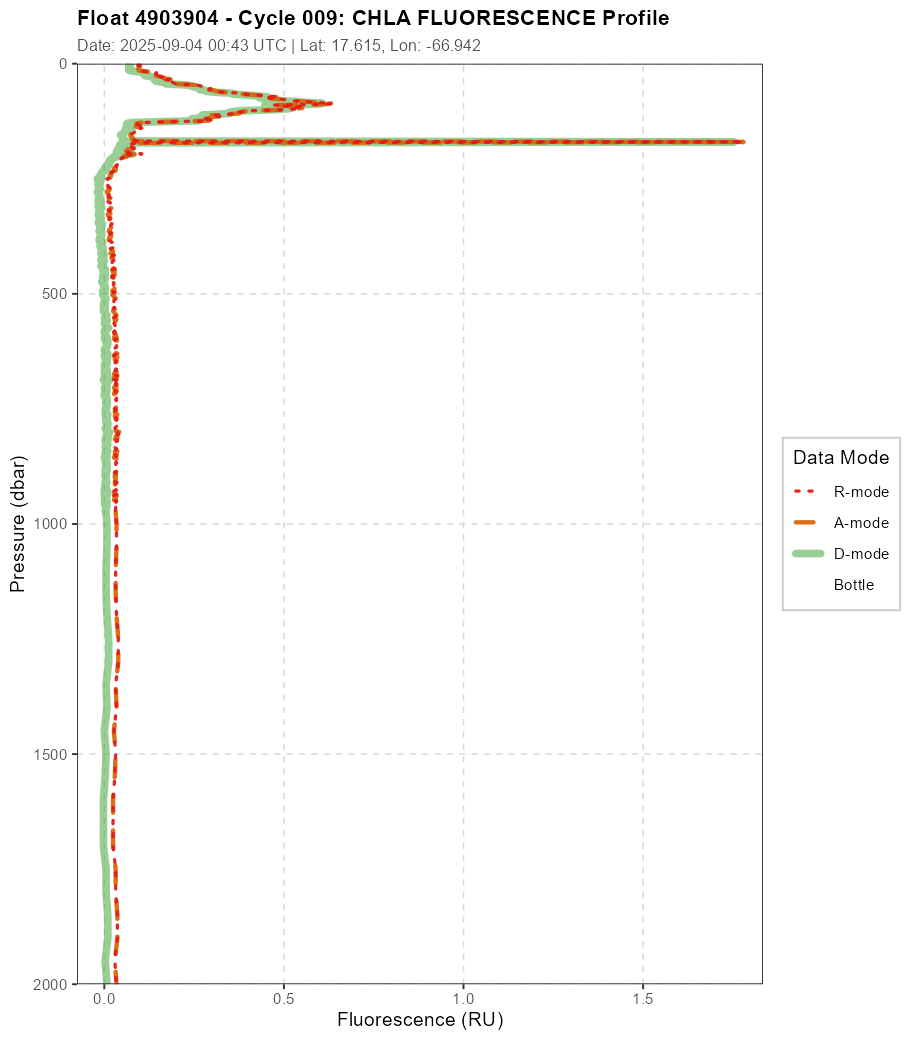 Float 4903904 - Cycle 009: CHLA FLUORESCENCE Profile
Date: 2025-09-04 00:43 UTC | Lat: 17.615, Lon: -66.942
0
500
1000
1500
2000
Pressure (dbar)
0.0 0.5 1.0 1.5
Fluorescence (RU)
Data Mode
R-mode
A-mode
D-mode
Bottle